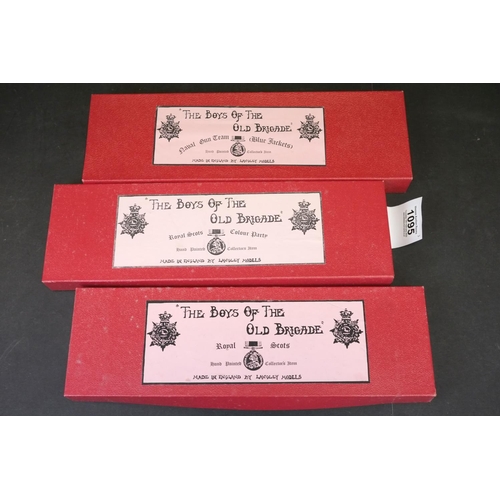 "The Boys Of The
Old Brigade"
Naval Gun Team (Blue Jackets)
Hand Painted Collectors Item
MADE IN ENGLAND BY LANGLEY MODELS
"The Boys Of The
Old Brigade"
Royal Scots Colour Party
Hand Painted Collectors Item
MADE IN ENGLAND BY LANGLEY MODELS
1095
"The Boys Of The
Old Brigade"
Royal Scots
Hand Painted Collectors Item
MADE IN ENGLAND BY LANGLEY MODELS